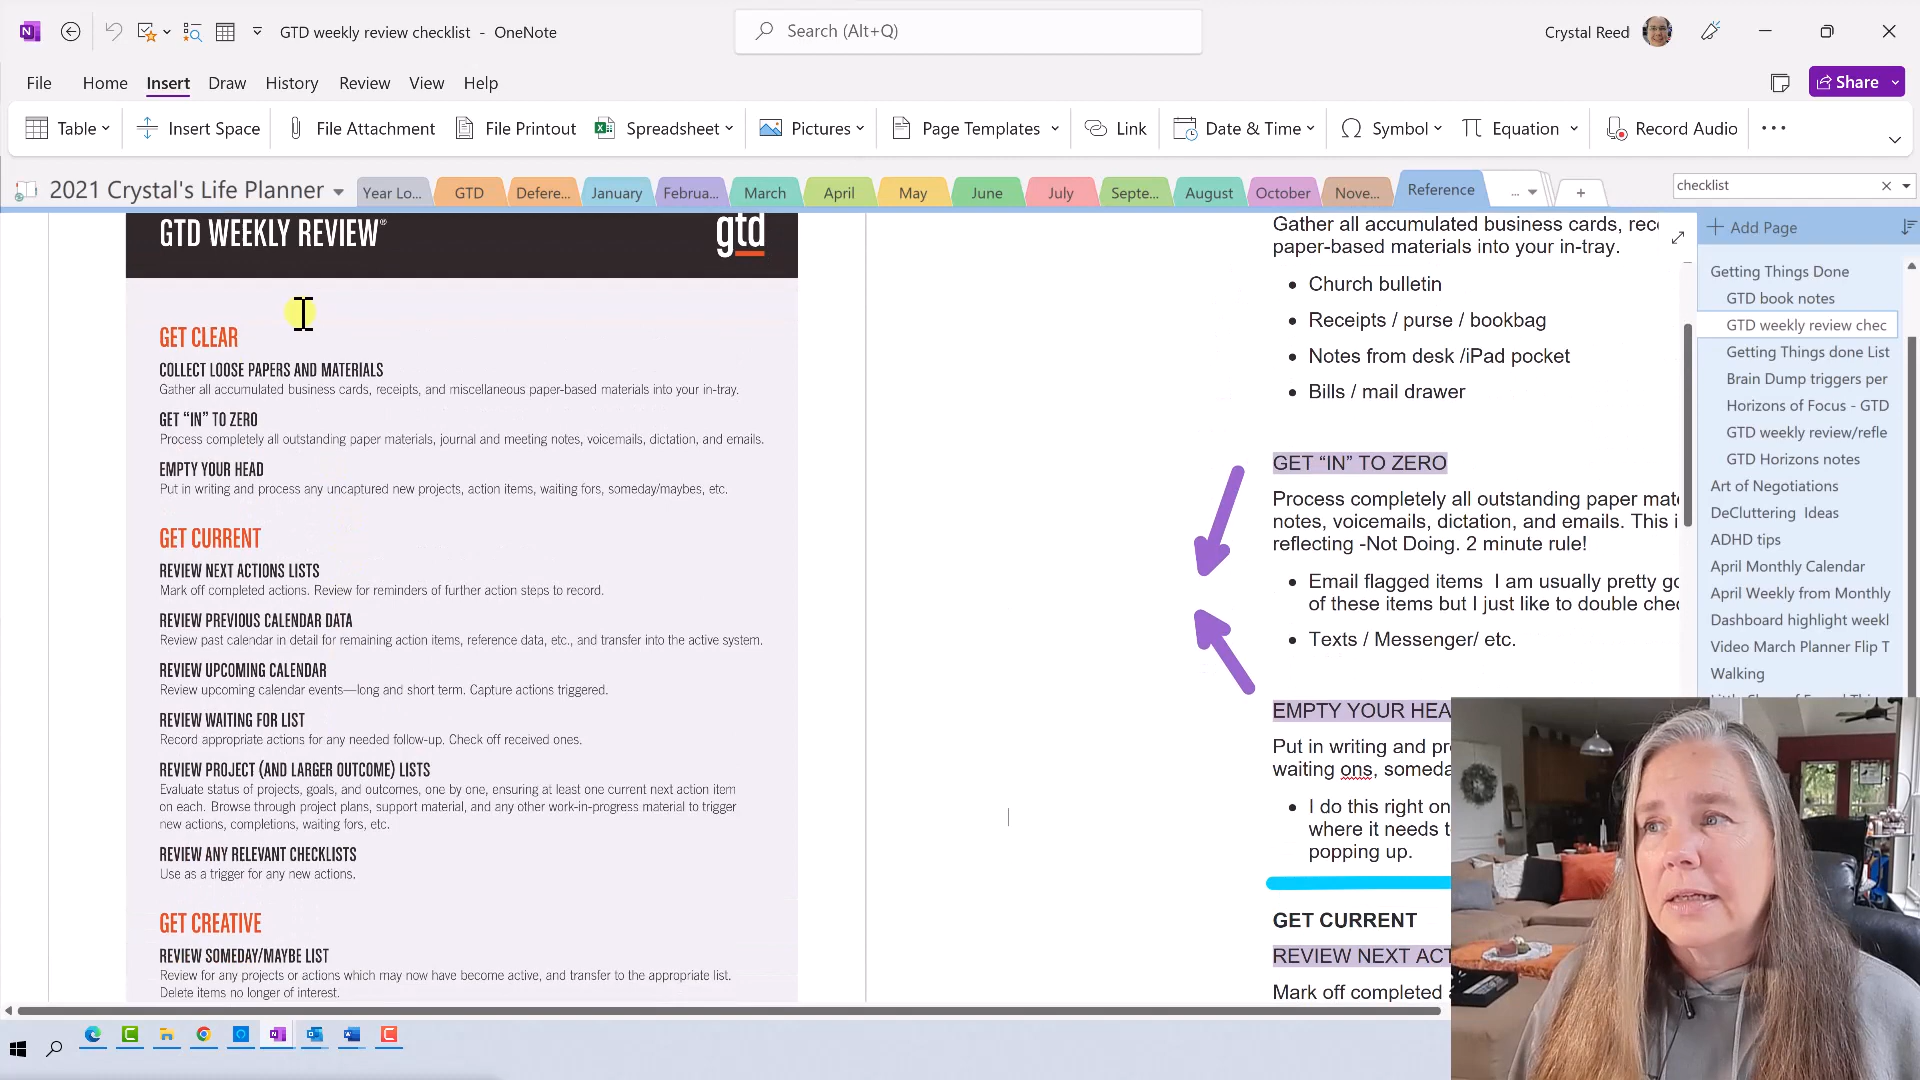 GTD weekly review checklist - OneNote
Search (Alt+Q)
Crystal Reed
File Home Insert Draw History Review View Help
Share
Table Insert Space File Attachment File Printout Spreadsheet Pictures Page Templates Link Date & Time Symbol Equation Record Audio
2021 Crystal's Life Planner
Year Lo... GTD Defere... January Februa... March April May June July Septe... August October Nove... Reference ...
checklist
GTD WEEKLY REVIEW®
gtd
GET CLEAR
COLLECT LOOSE PAPERS AND MATERIALS
Gather all accumulated business cards, receipts, and miscellaneous paper-based materials into your in-tray.
GET “IN” TO ZERO
Process completely all outstanding paper materials, journal and meeting notes, voicemails, dictation, and emails.
EMPTY YOUR HEAD
Put in writing and process any uncaptured new projects, action items, waiting fors, someday/maybes, etc.
GET CURRENT
REVIEW NEXT ACTIONS LISTS
Mark off completed actions. Review for reminders of further action steps to record.
REVIEW PREVIOUS CALENDAR DATA
Review past calendar in detail for remaining action items, reference data, etc., and transfer into the active system.
REVIEW UPCOMING CALENDAR
Review upcoming calendar events—long and short term. Capture actions triggered.
REVIEW WAITING FOR LIST
Record appropriate actions for any needed follow-up. Check off received ones.
REVIEW PROJECT (AND LARGER OUTCOME) LISTS
Evaluate status of projects, goals, and outcomes, one by one, ensuring at least one current next action item
on each. Browse through project plans, support material, and any other work-in-progress material to trigger
new actions, completions, waiting fors, etc.
REVIEW ANY RELEVANT CHECKLISTS
Use as a trigger for any new actions.
GET CREATIVE
REVIEW SOMEDAY/MAYBE LIST
Review for any projects or actions which may now have become active, and transfer to the appropriate list.
Delete items no longer of interest.
Gather all accumulated business cards, rece
paper-based materials into your in-tray.
• Church bulletin
• Receipts / purse / bookbag
• Notes from desk /iPad pocket
• Bills / mail drawer
GET “IN” TO ZERO
Process completely all outstanding paper mate
notes, voicemails, dictation, and emails. This i
reflecting -Not Doing. 2 minute rule!
• Email flagged items I am usually pretty go
of these items but I just like to double chec
• Texts / Messenger/ etc.
EMPTY YOUR HEA
Put in writing and pr
waiting ons, someda
• I do this right on
where it needs t
popping up.
GET CURRENT
REVIEW NEXT ACT
Mark off completed a
Add Page
Getting Things Done
GTD book notes
GTD weekly review chec
Getting Things done List
Brain Dump triggers per
Horizons of Focus - GTD
GTD weekly review/refle
GTD Horizons notes
Art of Negotiations
DeCluttering Ideas
ADHD tips
April Monthly Calendar
April Weekly from Monthly
Dashboard highlight weekl
Video March Planner Flip T
Walking